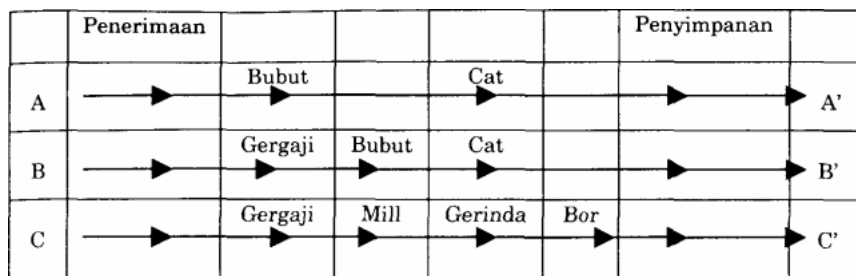 Penerimaan Penyimpanan
Bubut Cat
A A'
Gergaji Bubut Cat
B B'
Gergaji Mill Gerinda Bor
C C'